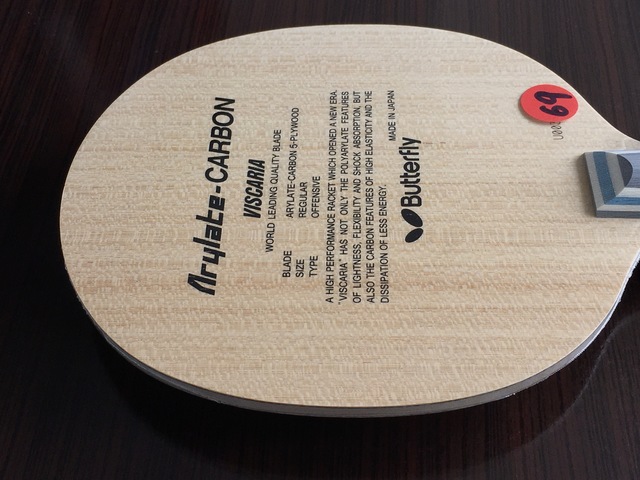 Arylate-CARBON
VISCARIA
WORLD LEADING QUALITY BLADE
BLADE ARYLATE-CARBON 5-PLYWOOD
SIZE REGULAR
TYPE OFFENSIVE
A HIGH PERFORMANCE RACKET WHICH OPENED A NEW ERA.
"VISCARIA" HAS NOT ONLY THE POLYARYLATE FEATURES
OF LIGHTNESS, FLEXIBILITY AND SHOCK ABSORPTION, BUT
ALSO THE CARBON FEATURES OF HIGH ELASTICITY AND THE
DISSIPATION OF LESS ENERGY.
MADE IN JAPAN
Butterfly
69